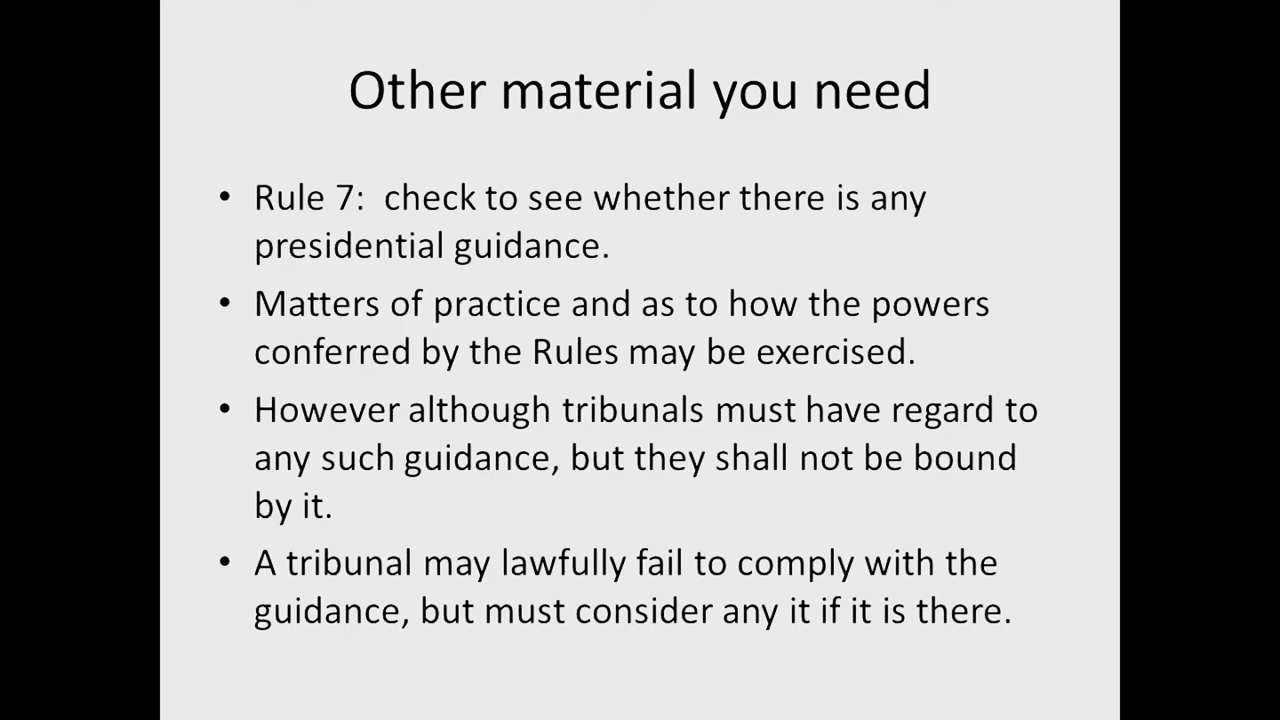 Other material you need
• Rule 7:  check to see whether there is any
presidential guidance.
• Matters of practice and as to how the powers
conferred by the Rules may be exercised.
• However although tribunals must have regard to
any such guidance, but they shall not be bound
by it.
• A tribunal may lawfully fail to comply with the
guidance, but must consider any it if it is there.